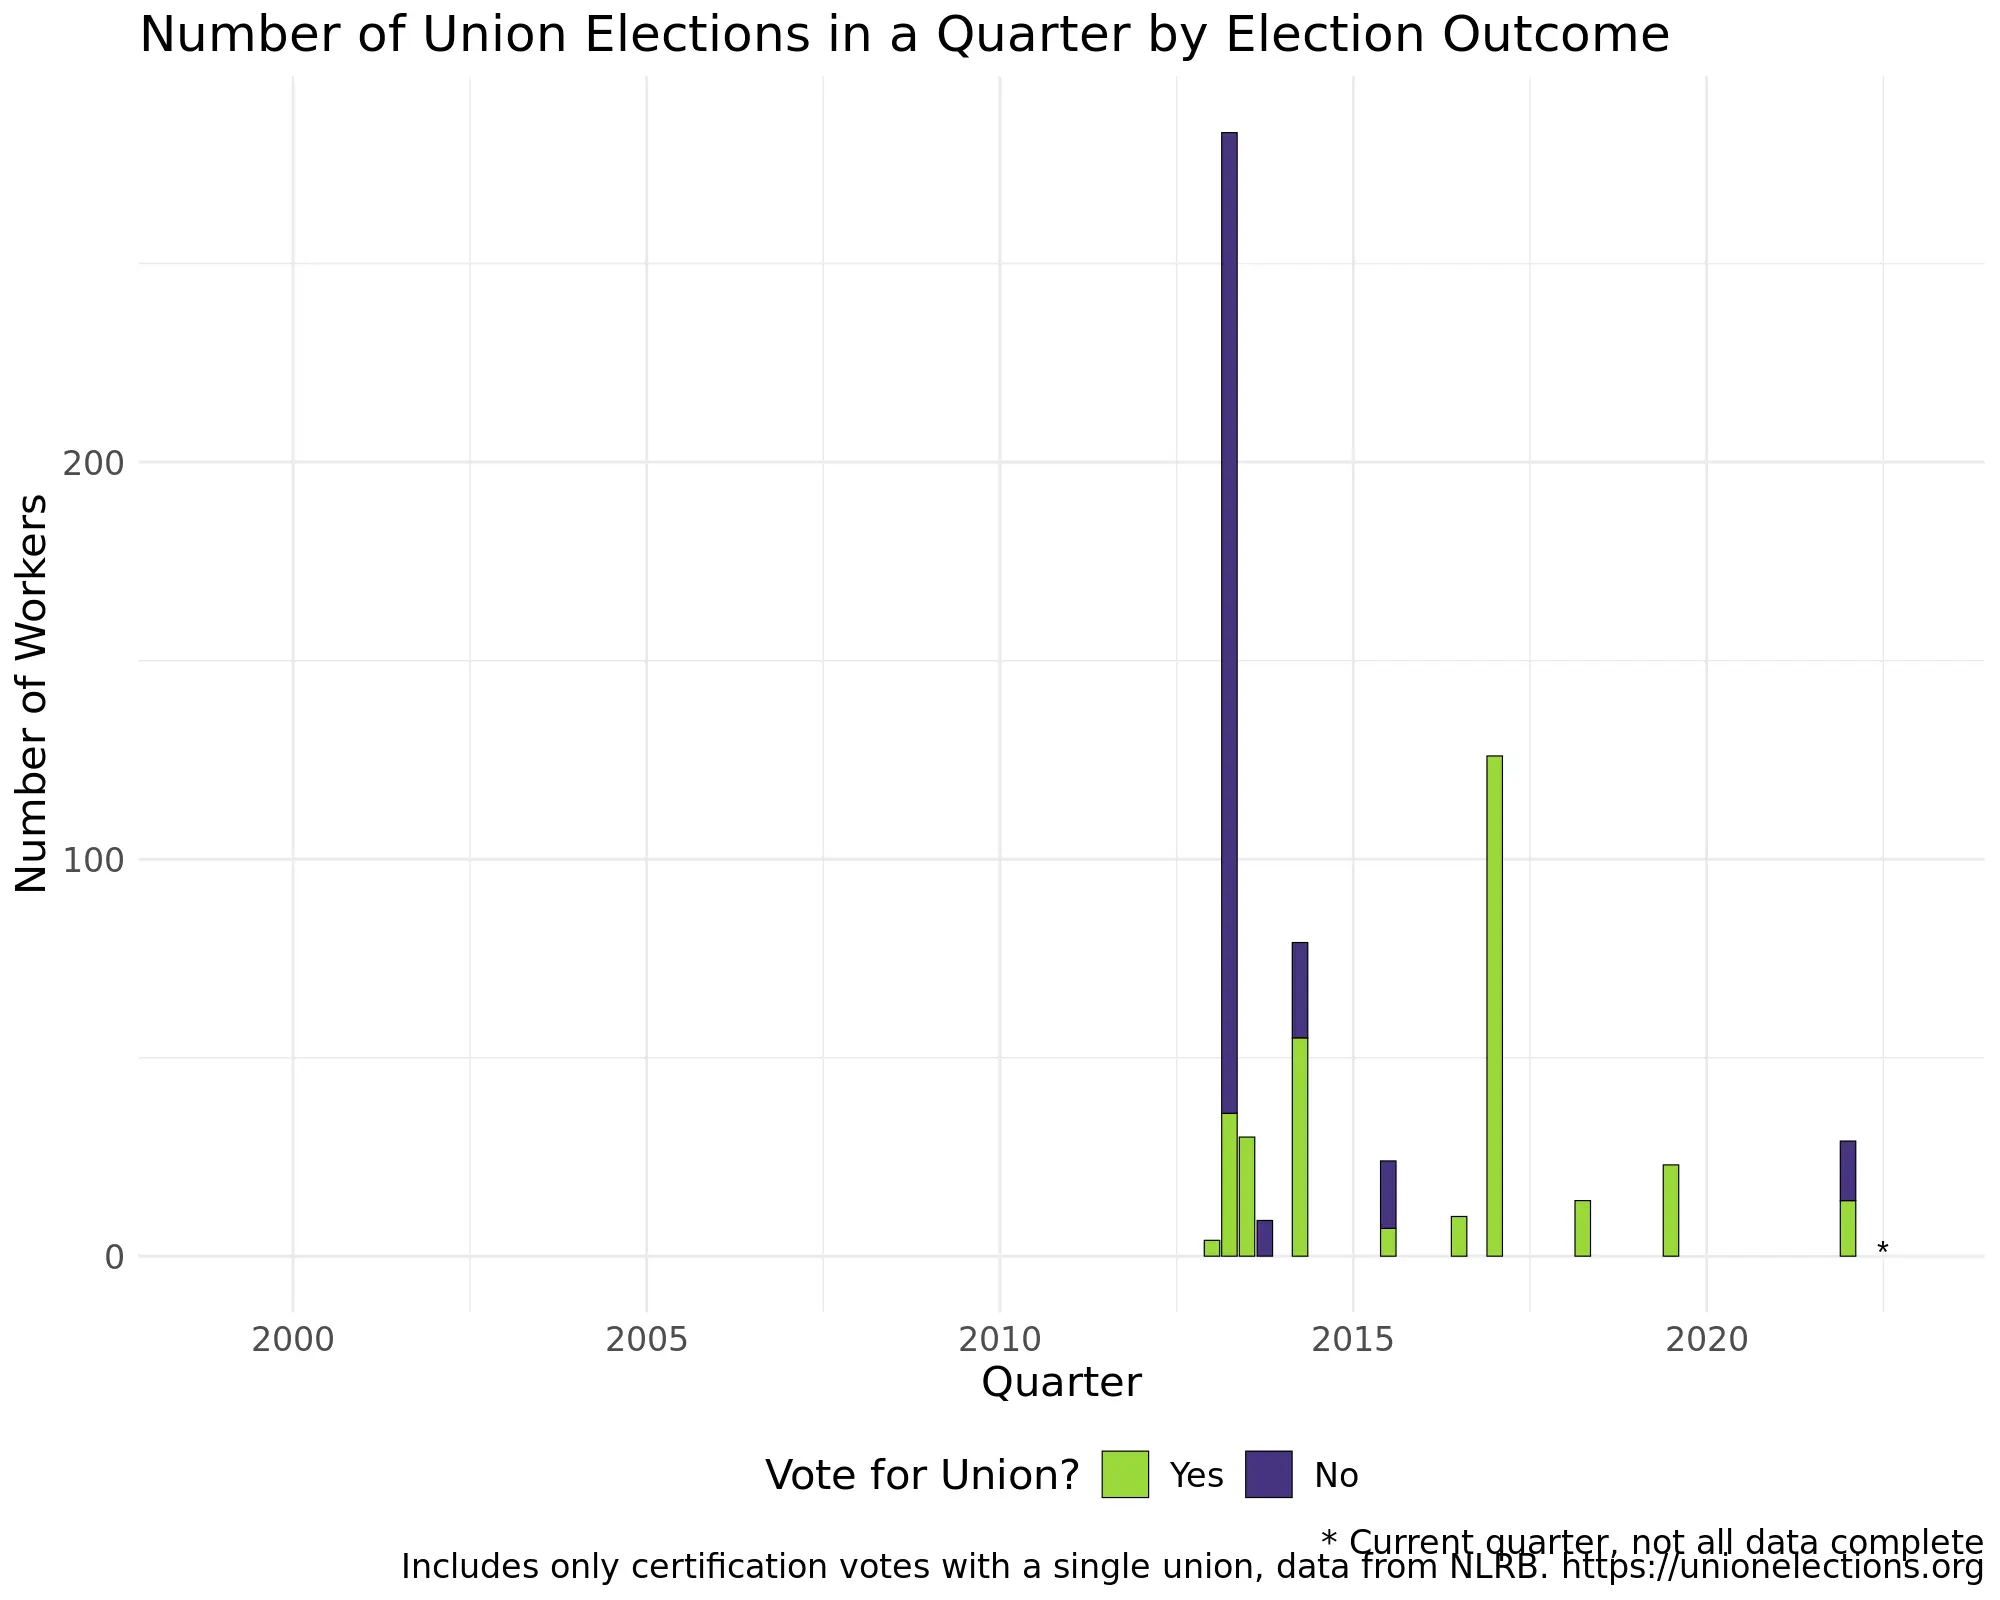 Number of Union Elections in a Quarter by Election Outcome
Number of Workers
200
100
0
*
2000 2005 2010 2015 2020
Quarter
Vote for Union? Yes No
* Current quarter, not all data complete
Includes only certification votes with a single union, data from NLRB. https://unionelections.org